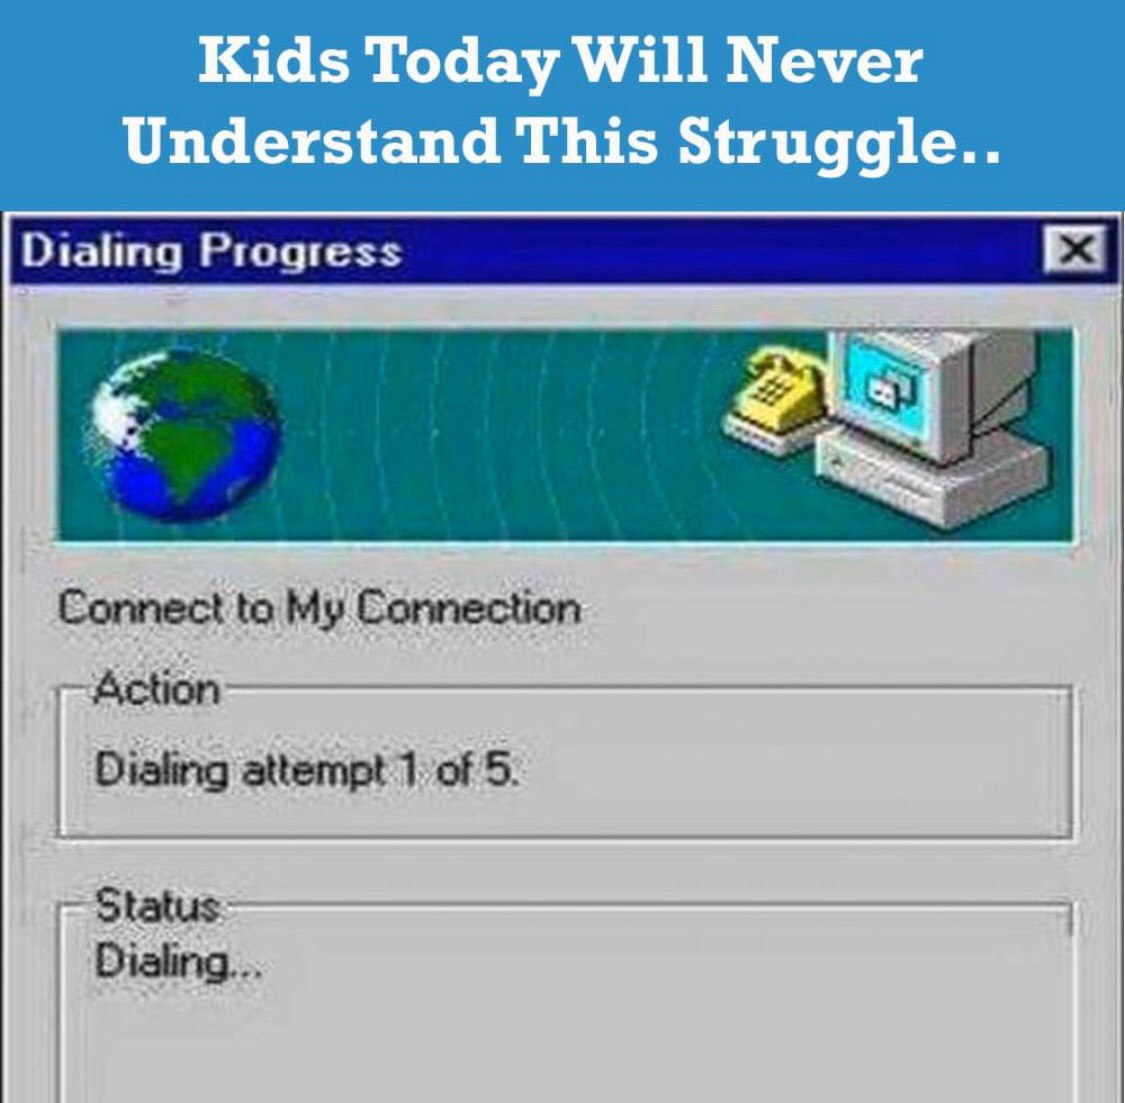 Kids Today Will Never
Understand This Struggle..
Dialing Progress
Connect to My Connection
Action
Dialing attempt 1 of 5.
Status
Dialing...